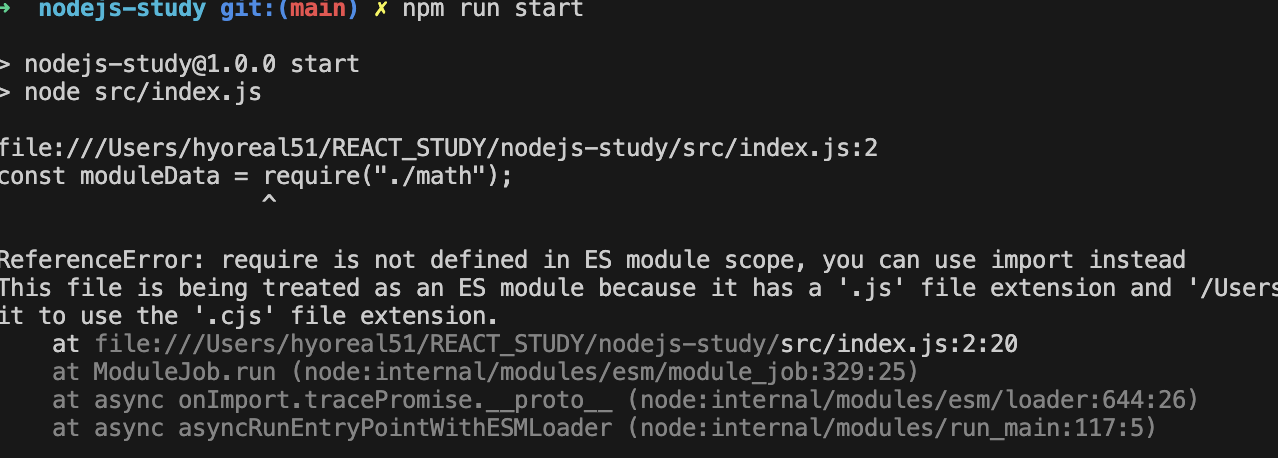 ➜ nodejs-study git:(main) ✗ npm run start
> nodejs-study@1.0.0 start
> node src/index.js
file:///Users/hyoreal51/REACT_STUDY/nodejs-study/src/index.js:2
const moduleData = require("./math");
^
ReferenceError: require is not defined in ES module scope, you can use import instead
This file is being treated as an ES module because it has a '.js' file extension and '/Users
it to use the '.cjs' file extension.
at file:///Users/hyoreal51/REACT_STUDY/nodejs-study/src/index.js:2:20
at ModuleJob.run (node:internal/modules/esm/module_job:329:25)
at async onImport.tracePromise.__proto__ (node:internal/modules/esm/loader:644:26)
at async asyncRunEntryPointWithESMLoader (node:internal/modules/run_main:117:5)